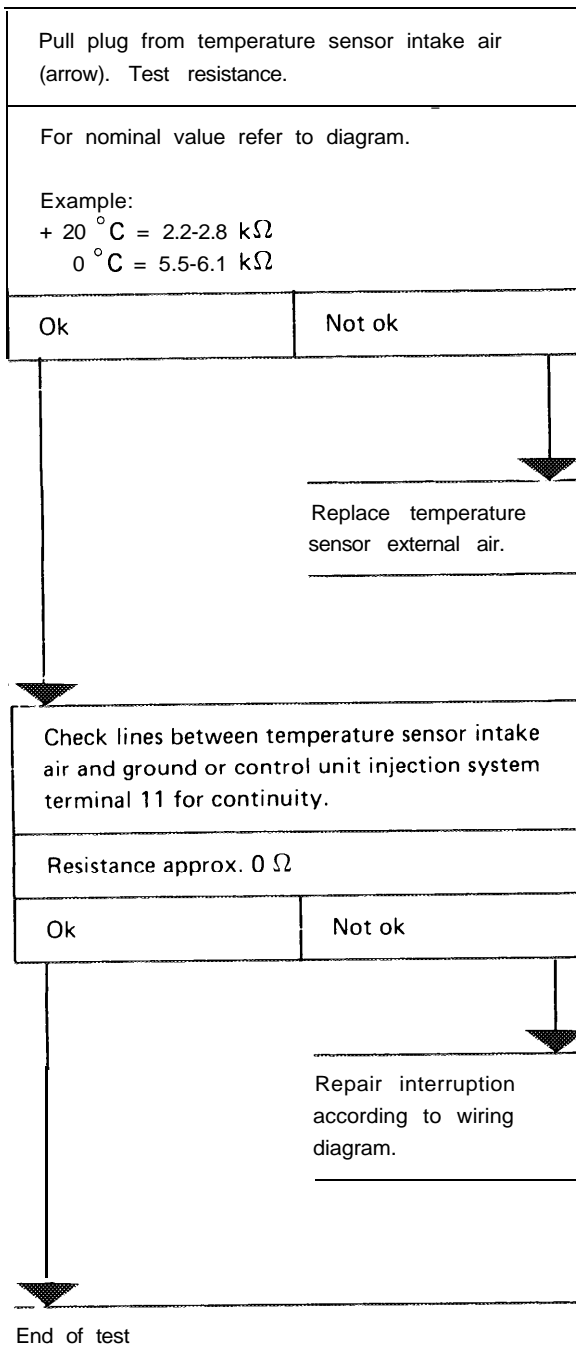 Pull plug from temperature sensor intake air
(arrow). Test resistance.
For nominal value refer to diagram.
Example:
+ 20 °C = 2.2-2.8 kΩ
0 °C = 5.5-6.1 kΩ
Ok
Not ok
Replace temperature
sensor external air.
Check lines between temperature sensor intake
air and ground or control unit injection system
terminal 11 for continuity.
Resistance approx. 0 Ω
Ok
Not ok
Repair interruption
according to wiring
diagram.
End of test